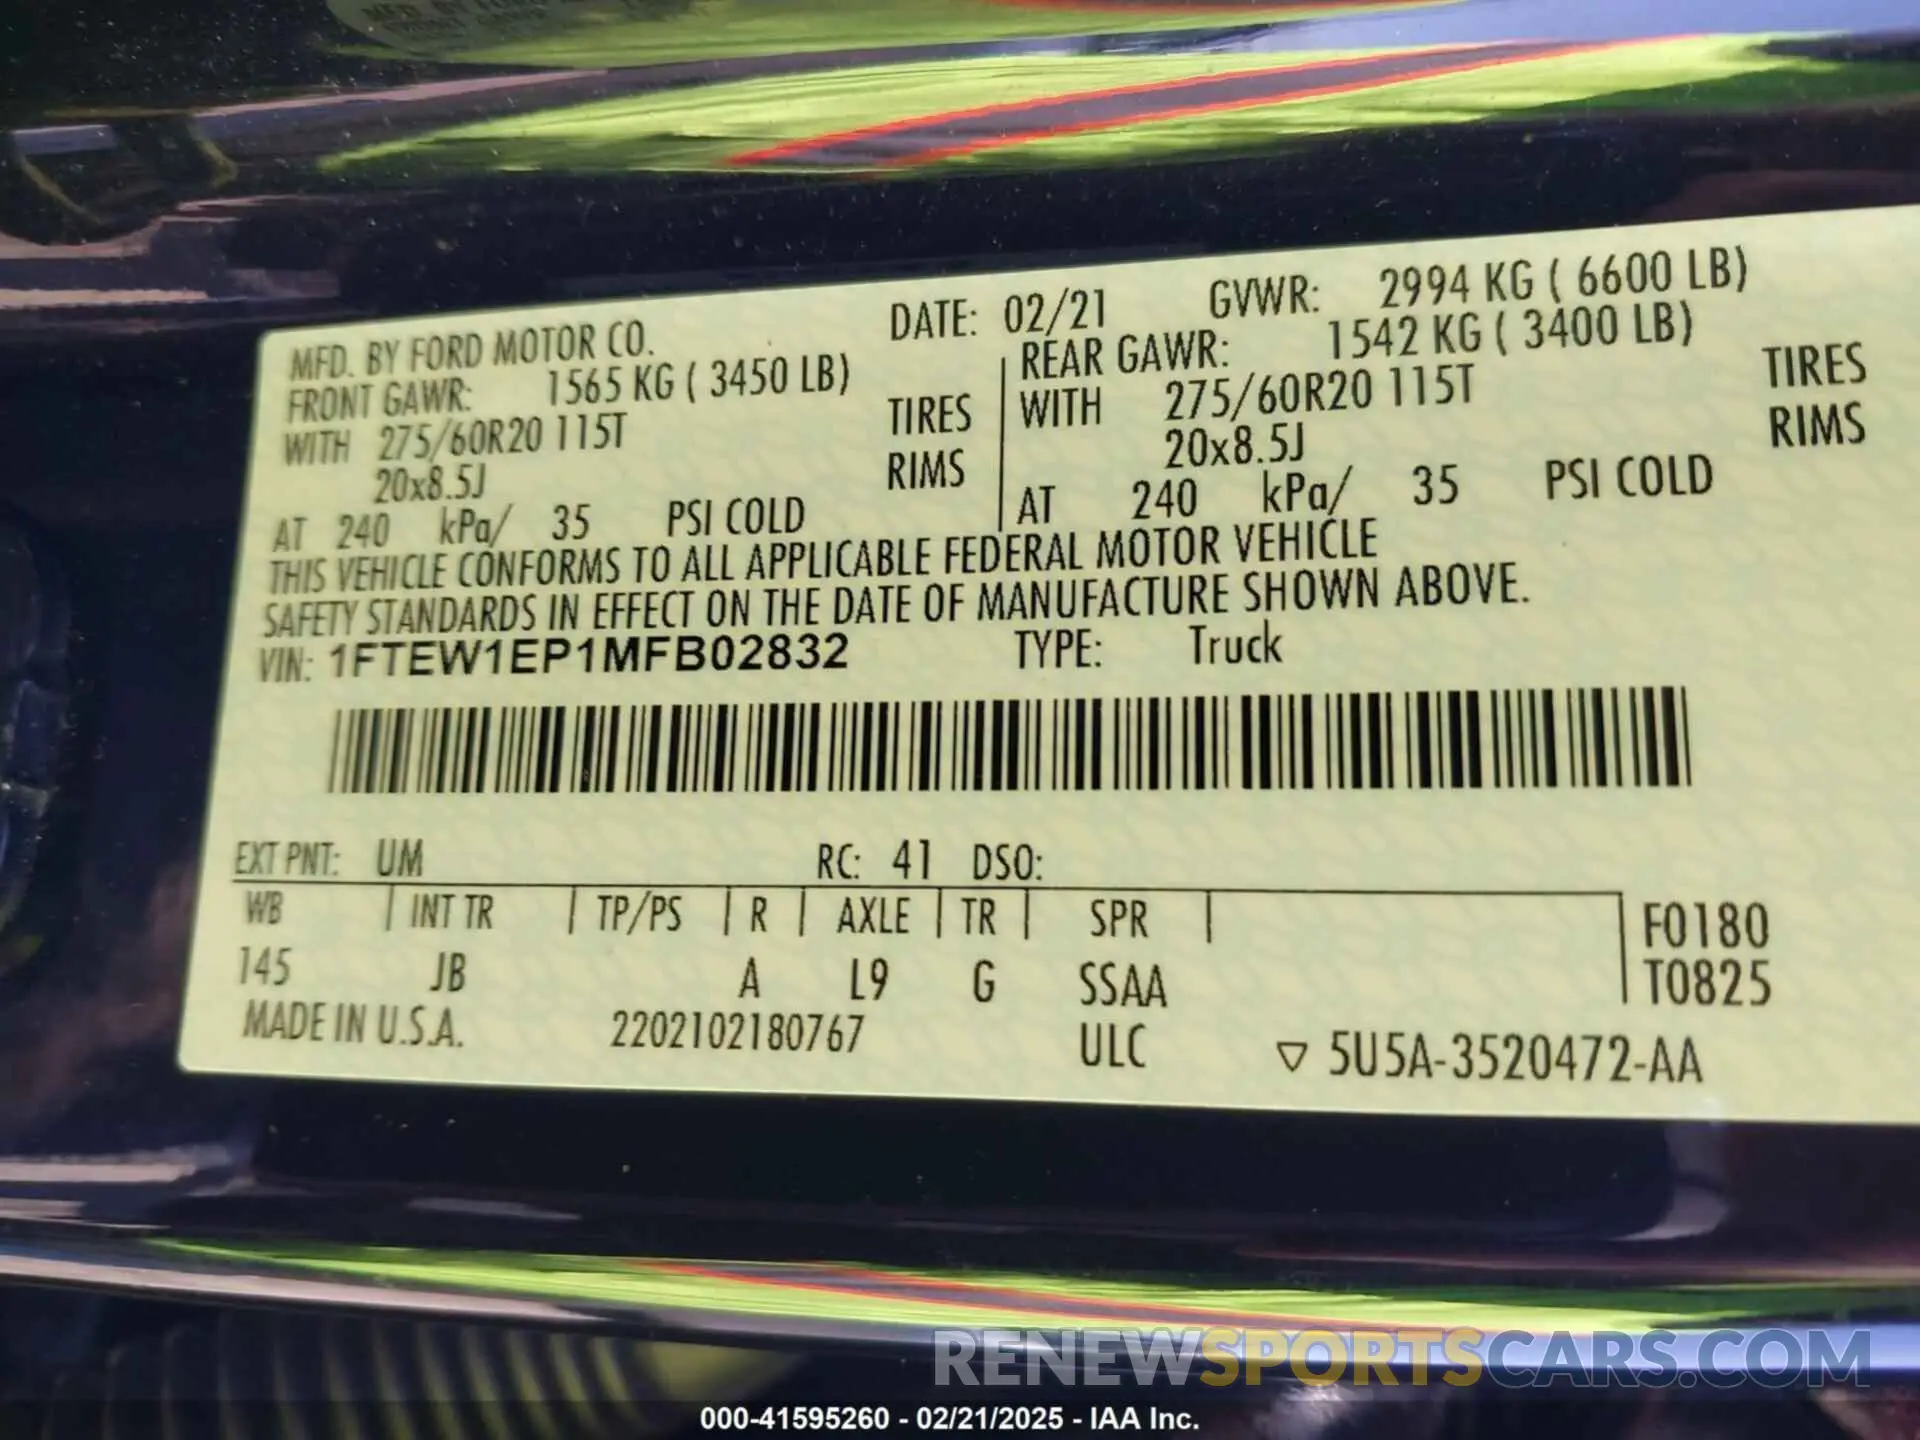 MFD. BY FORD MOTOR CO. DATE: 02/21 GVWR: 2994 KG ( 6600 LB)
FRONT GAWR: 1565 KG ( 3450 LB) REAR GAWR: 1542 KG ( 3400 LB)
WITH 275/60R20 115T TIRES WITH 275/60R20 115T TIRES
20x8.5J RIMS 20x8.5J RIMS
AT 240 kPa/ 35 PSI COLD AT 240 kPa/ 35 PSI COLD
THIS VEHICLE CONFORMS TO ALL APPLICABLE FEDERAL MOTOR VEHICLE
SAFETY STANDARDS IN EFFECT ON THE DATE OF MANUFACTURE SHOWN ABOVE.
VIN: 1FTEW1EP1MFB02832 TYPE: Truck
EXT PNT: UM RC: 41 DSO:
WB INT TR TP/PS R AXLE TR SPR F0180
145 JB A L9 G SSAA T0825
MADE IN U.S.A. 2202102180767 ULC ▽ 5U5A-3520472-AA
RENEWSPORTSCARS.COM
000-41595260 - 02/21/2025 - IAA Inc.